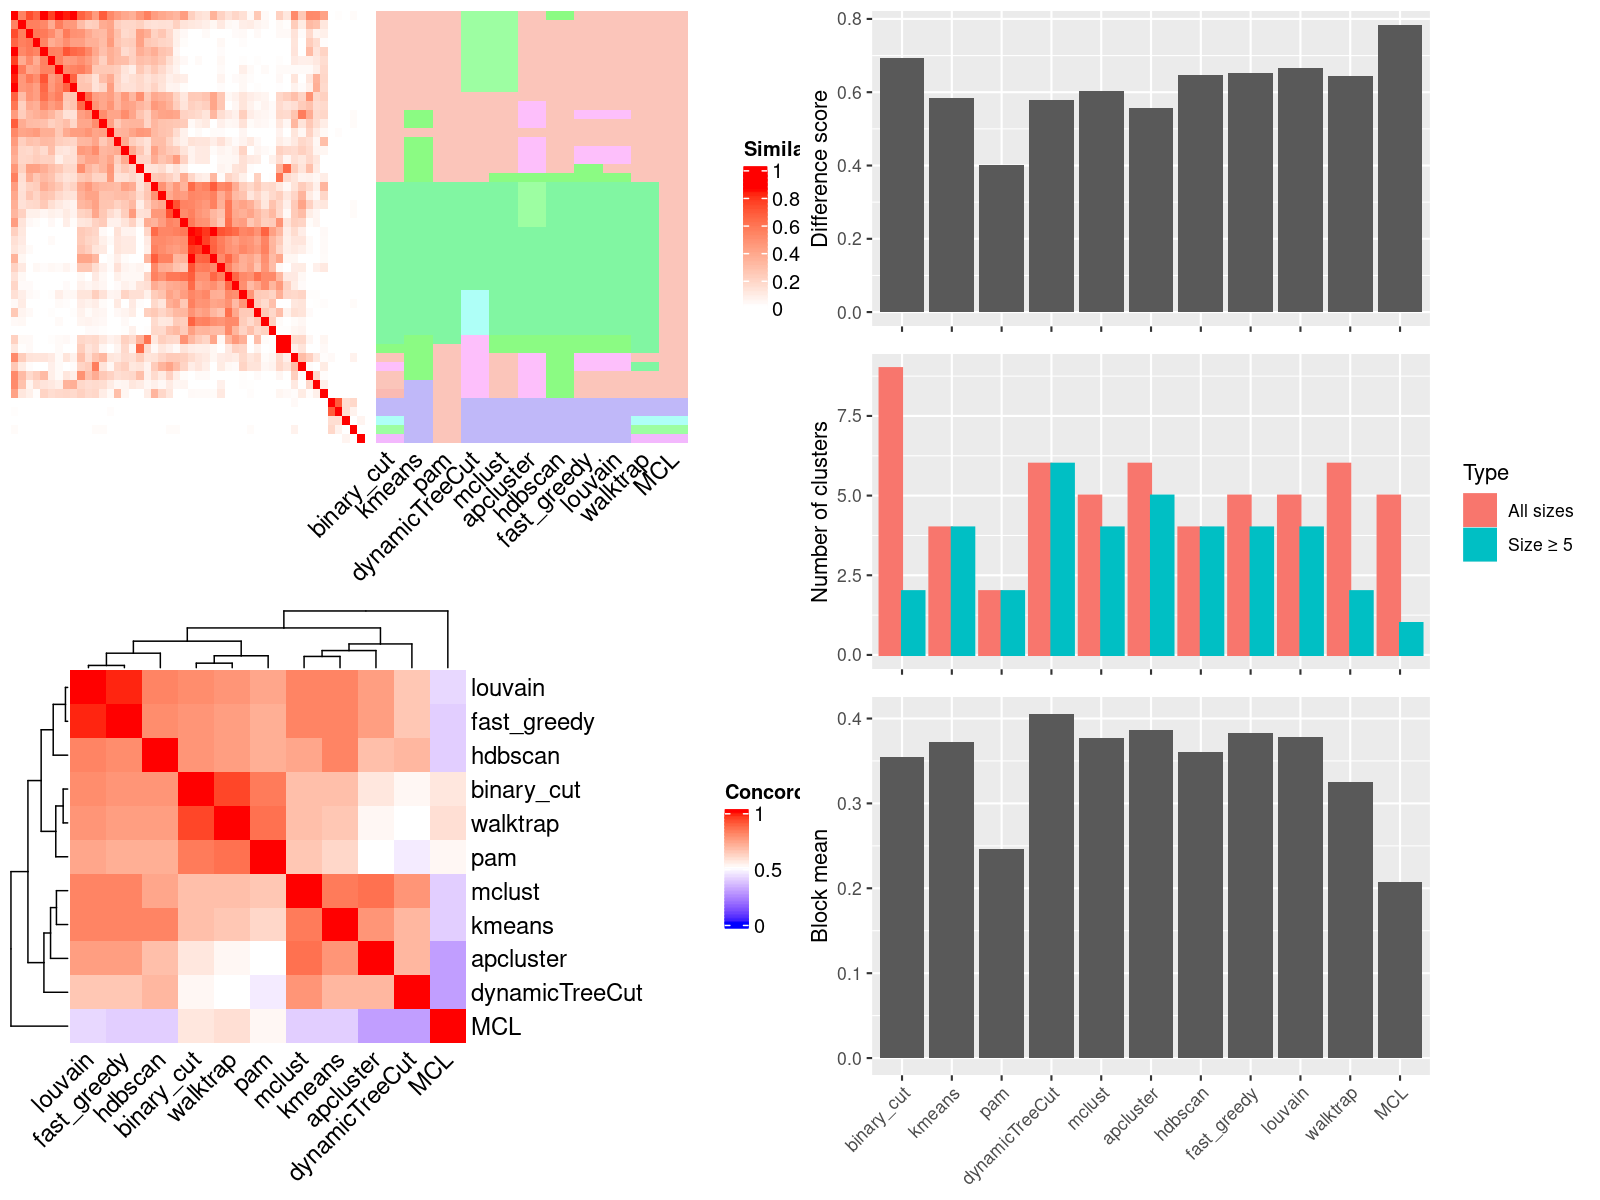 Simila
1
0.8
0.6
0.4
0.2
0
binary_cut
kmeans
pam
dynamicTreeCut
mclust
apcluster
hdbscan
fast_greedy
louvain
walktrap
MCL
louvain
fast_greedy
hdbscan
binary_cut
walktrap
pam
mclust
kmeans
apcluster
dynamicTreeCut
MCL
louvain
fast_greedy
hdbscan
binary_cut
walktrap
pam
mclust
kmeans
apcluster
dynamicTreeCut
MCL
Concord
1
0.5
0
Difference score
0.8
0.6
0.4
0.2
0.0
Number of clusters
7.5
5.0
2.5
0.0
Type
All sizes
Size ≥ 5
Block mean
0.4
0.3
0.2
0.1
0.0
binary_cut
kmeans
pam
dynamicTreeCut
mclust
apcluster
hdbscan
fast_greedy
louvain
walktrap
MCL